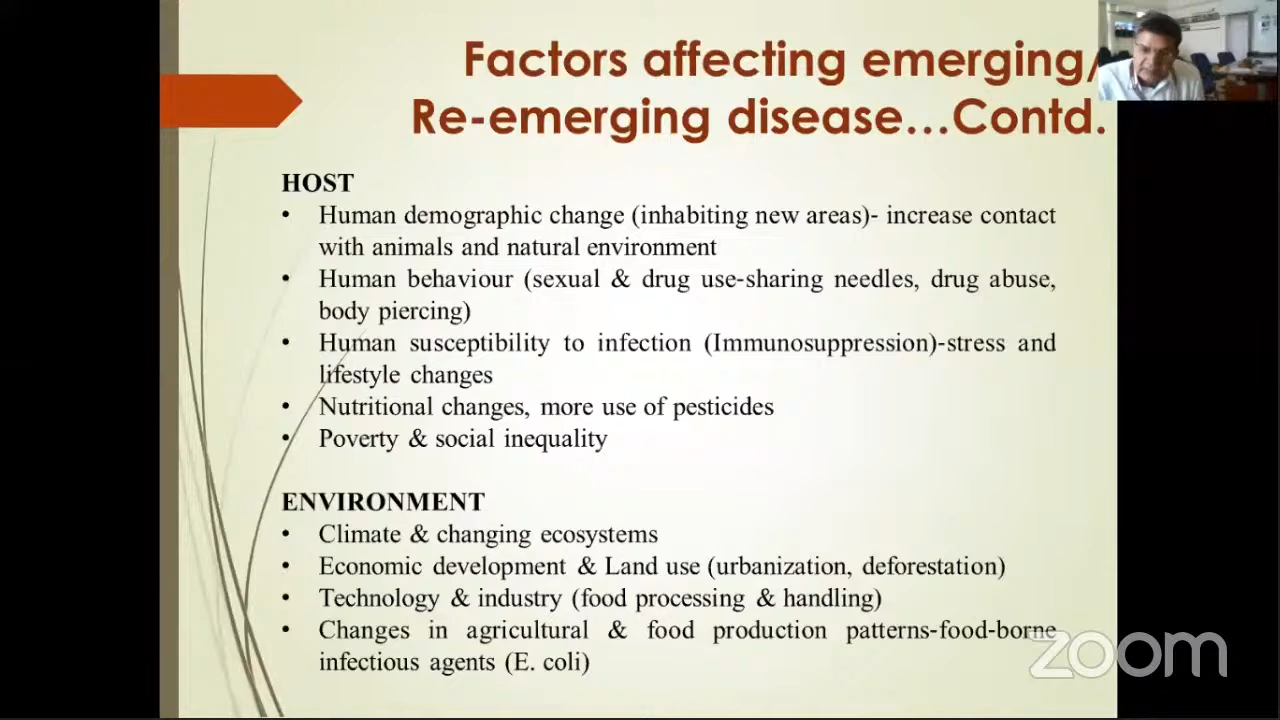 Factors affecting emerging/
Re-emerging disease...Contd.
HOST
• Human demographic change (inhabiting new areas)- increase contact
with animals and natural environment
• Human behaviour (sexual & drug use-sharing needles, drug abuse,
body piercing)
• Human susceptibility to infection (Immunosuppression)-stress and
lifestyle changes
• Nutritional changes, more use of pesticides
• Poverty & social inequality
ENVIRONMENT
• Climate & changing ecosystems
• Economic development & Land use (urbanization, deforestation)
• Technology & industry (food processing & handling)
• Changes in agricultural & food production patterns-food-borne
infectious agents (E. coli)
zoom